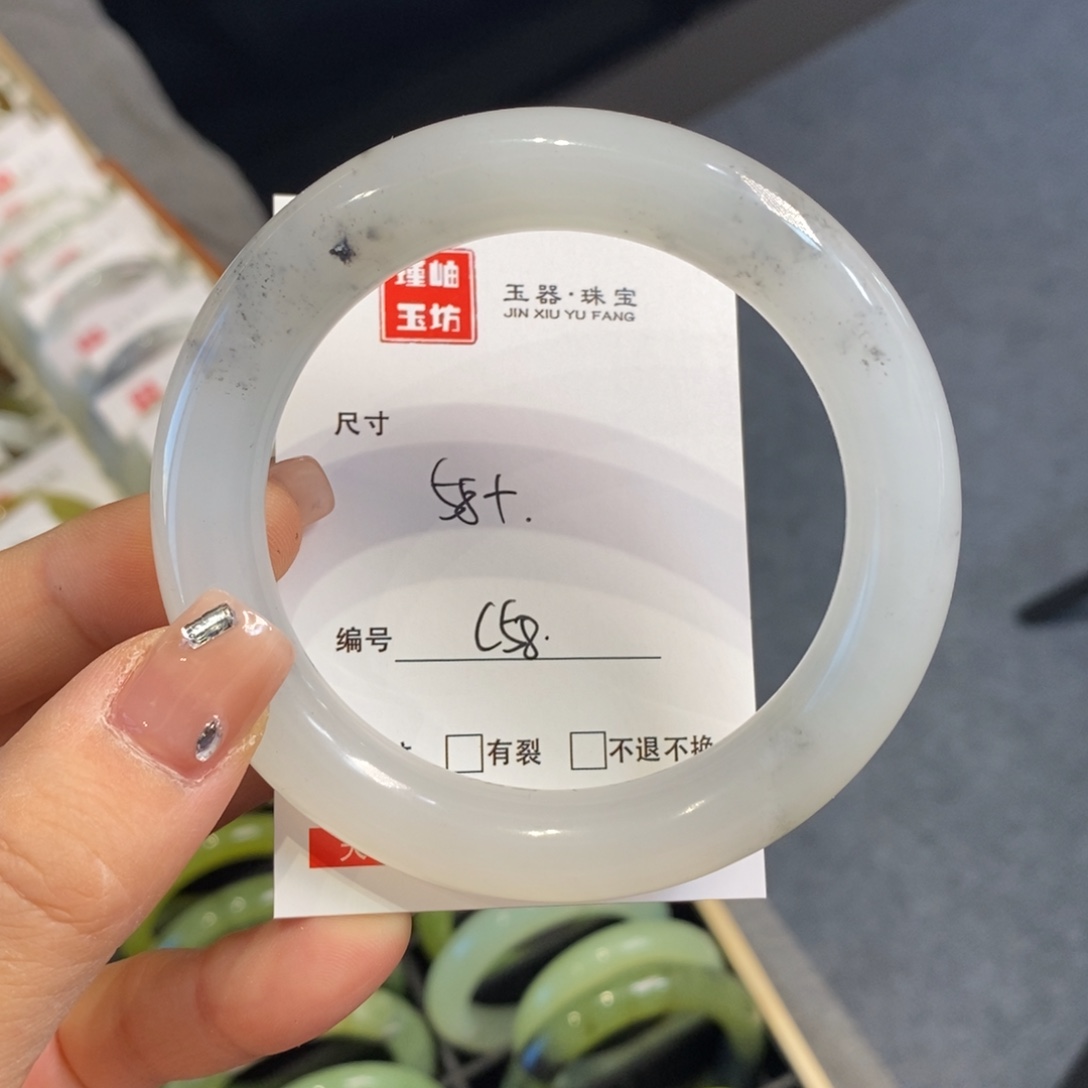 瑾岫
玉坊
玉器·珠宝
JIN XIU YU FANG
尺寸
58+.
编号 C58.
有裂 不退不换